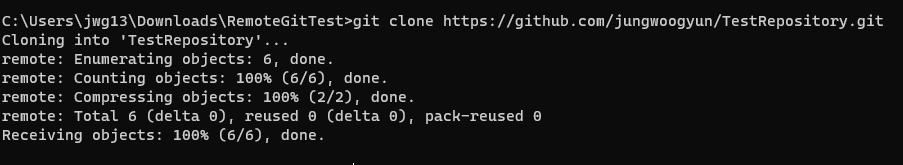 C:\Users\jwg13\Downloads\RemoteGitTest>git clone https://github.com/jungwoogyun/TestRepository.git
Cloning into 'TestRepository'...
remote: Enumerating objects: 6, done.
remote: Counting objects: 100% (6/6), done.
remote: Compressing objects: 100% (2/2), done.
remote: Total 6 (delta 0), reused 0 (delta 0), pack-reused 0
Receiving objects: 100% (6/6), done.